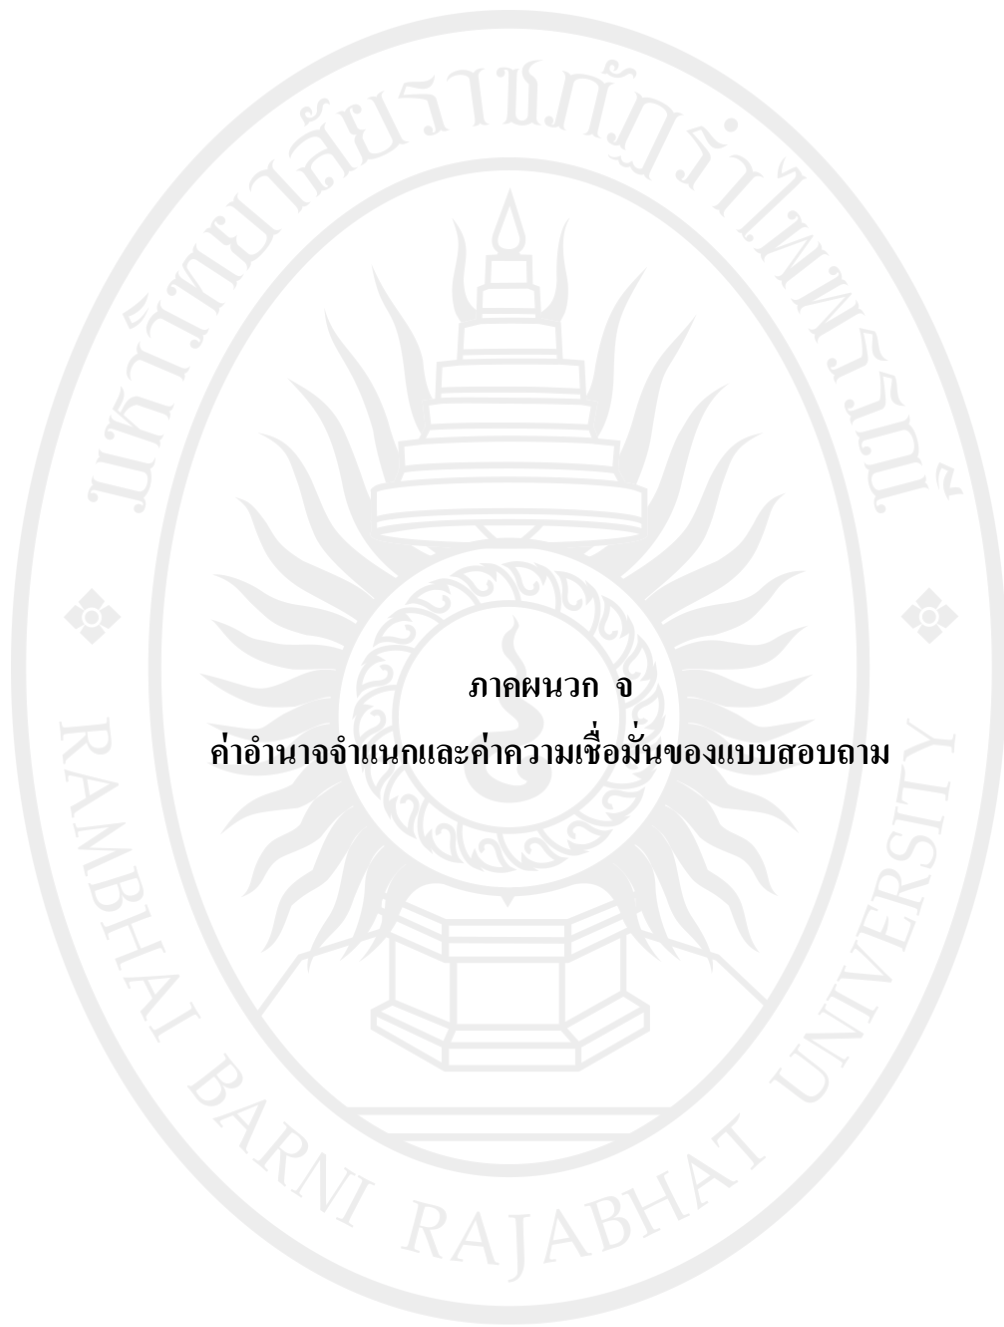 มหาวิทยาลัยราชภัฏรำไพพรรณี
ภาคผนวก จ
ค่าอำนาจจำแนกและค่าความเชื่อมั่นของแบบสอบถาม
RAMBHAI BARNI RAJABHAT UNIVERSITY